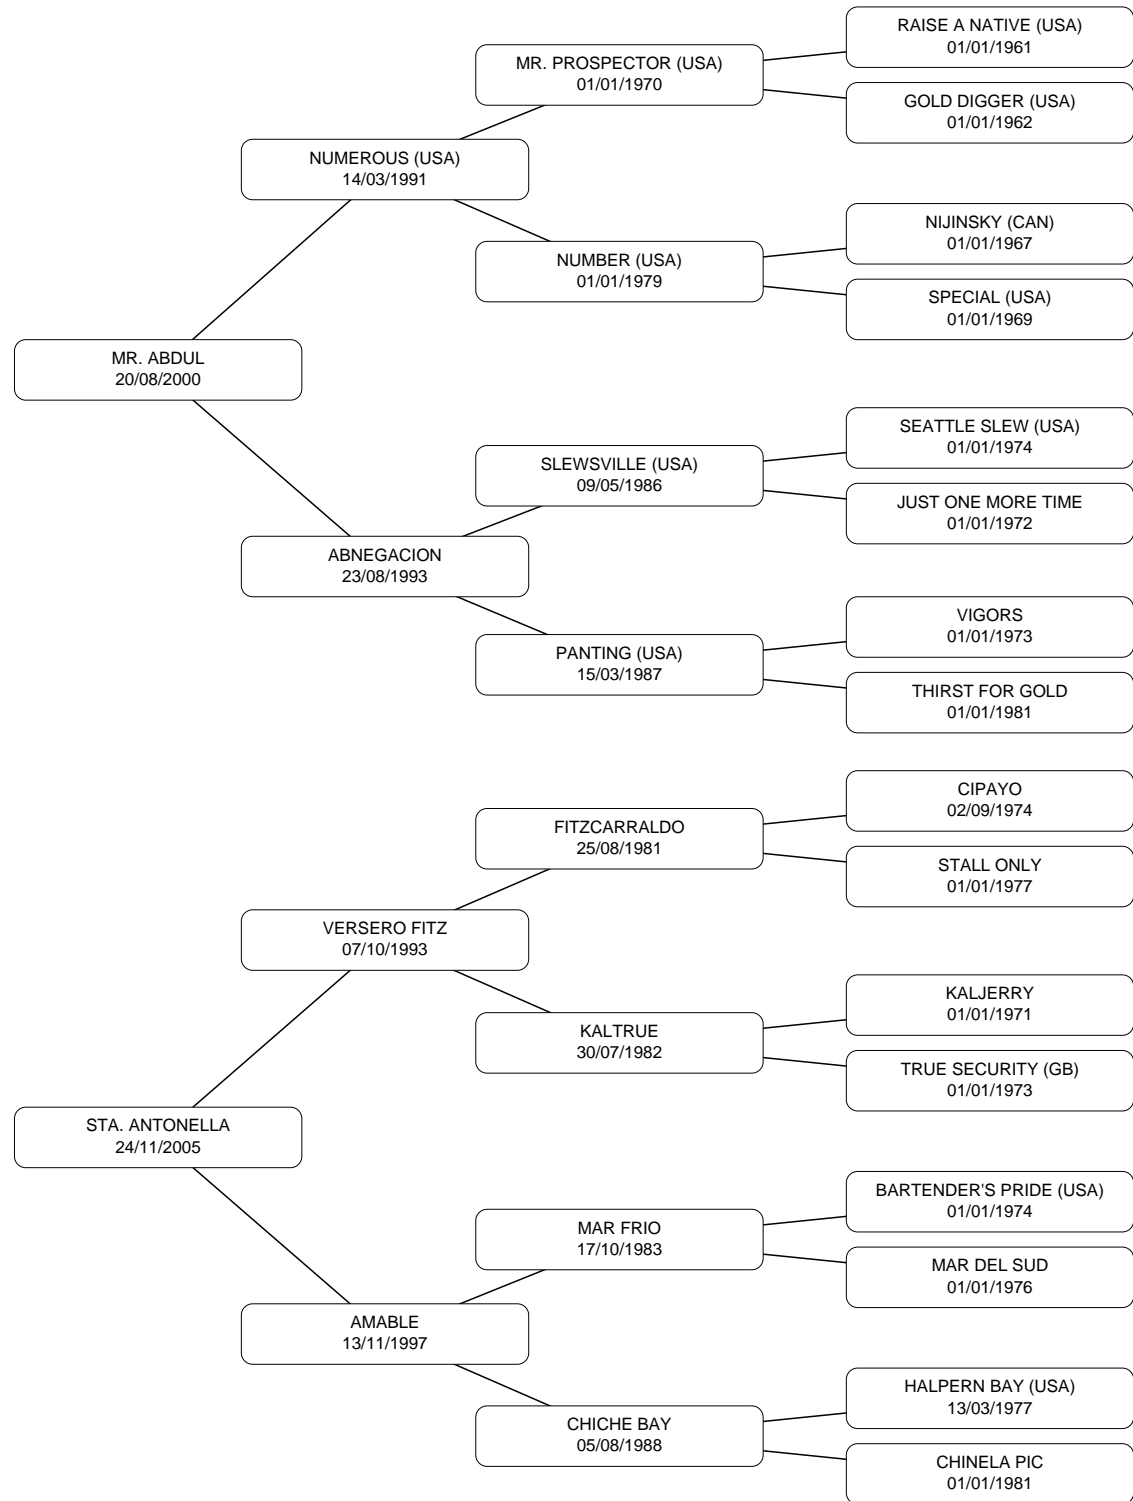 RAISE A NATIVE (USA)
01/01/1961
MR. PROSPECTOR (USA)
01/01/1970
GOLD DIGGER (USA)
01/01/1962
NUMEROUS (USA)
14/03/1991
NIJINSKY (CAN)
01/01/1967
NUMBER (USA)
01/01/1979
SPECIAL (USA)
01/01/1969
MR. ABDUL
20/08/2000
SEATTLE SLEW (USA)
01/01/1974
SLEWSVILLE (USA)
09/05/1986
JUST ONE MORE TIME
01/01/1972
ABNEGACION
23/08/1993
VIGORS
01/01/1973
PANTING (USA)
15/03/1987
THIRST FOR GOLD
01/01/1981
CIPAYO
02/09/1974
FITZCARRALDO
25/08/1981
STALL ONLY
01/01/1977
VERSERO FITZ
07/10/1993
KALJERRY
01/01/1971
KALTRUE
30/07/1982
TRUE SECURITY (GB)
01/01/1973
STA. ANTONELLA
24/11/2005
BARTENDER'S PRIDE (USA)
01/01/1974
MAR FRIO
17/10/1983
MAR DEL SUD
01/01/1976
AMABLE
13/11/1997
HALPERN BAY (USA)
13/03/1977
CHICHE BAY
05/08/1988
CHINELA PIC
01/01/1981